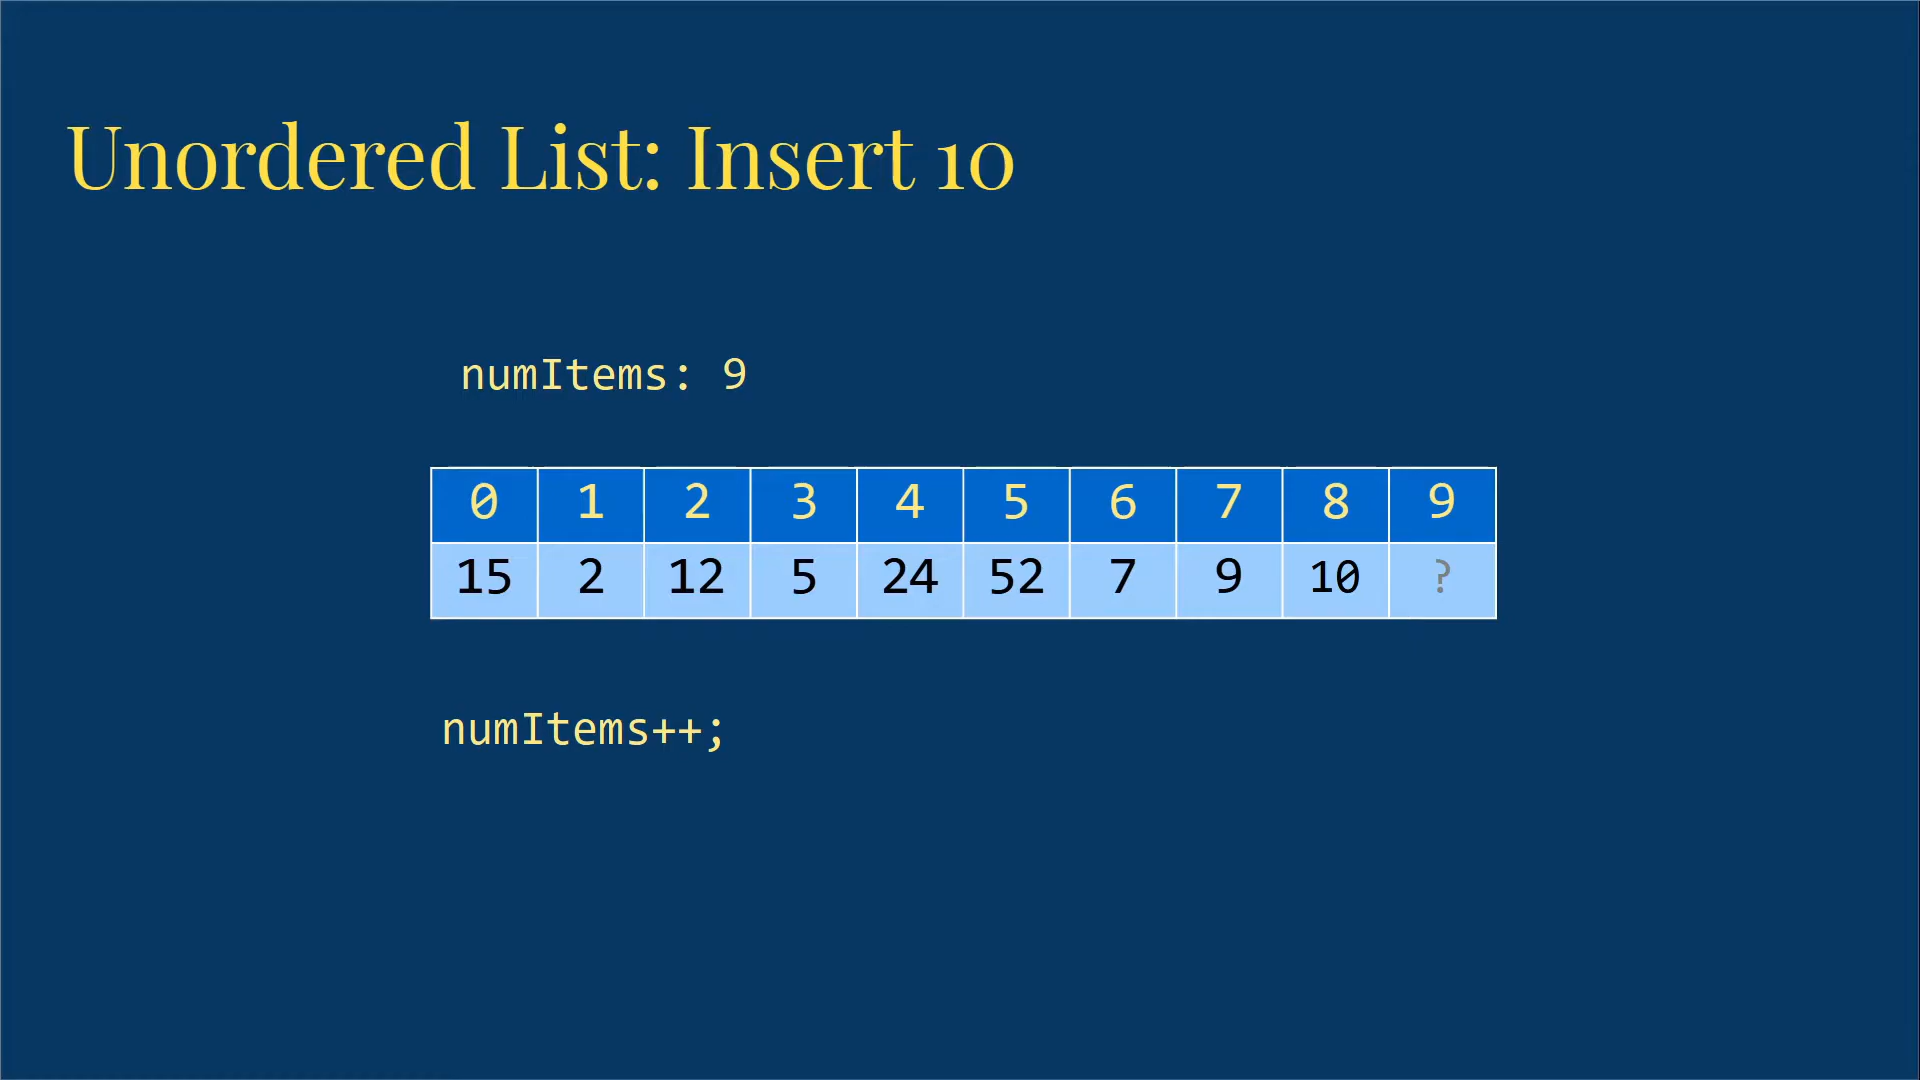 Unordered List: Insert 10
numItems: 9
0 1 2 3 4 5 6 7 8 9
15 2 12 5 24 52 7 9 10 ?
numItems++;